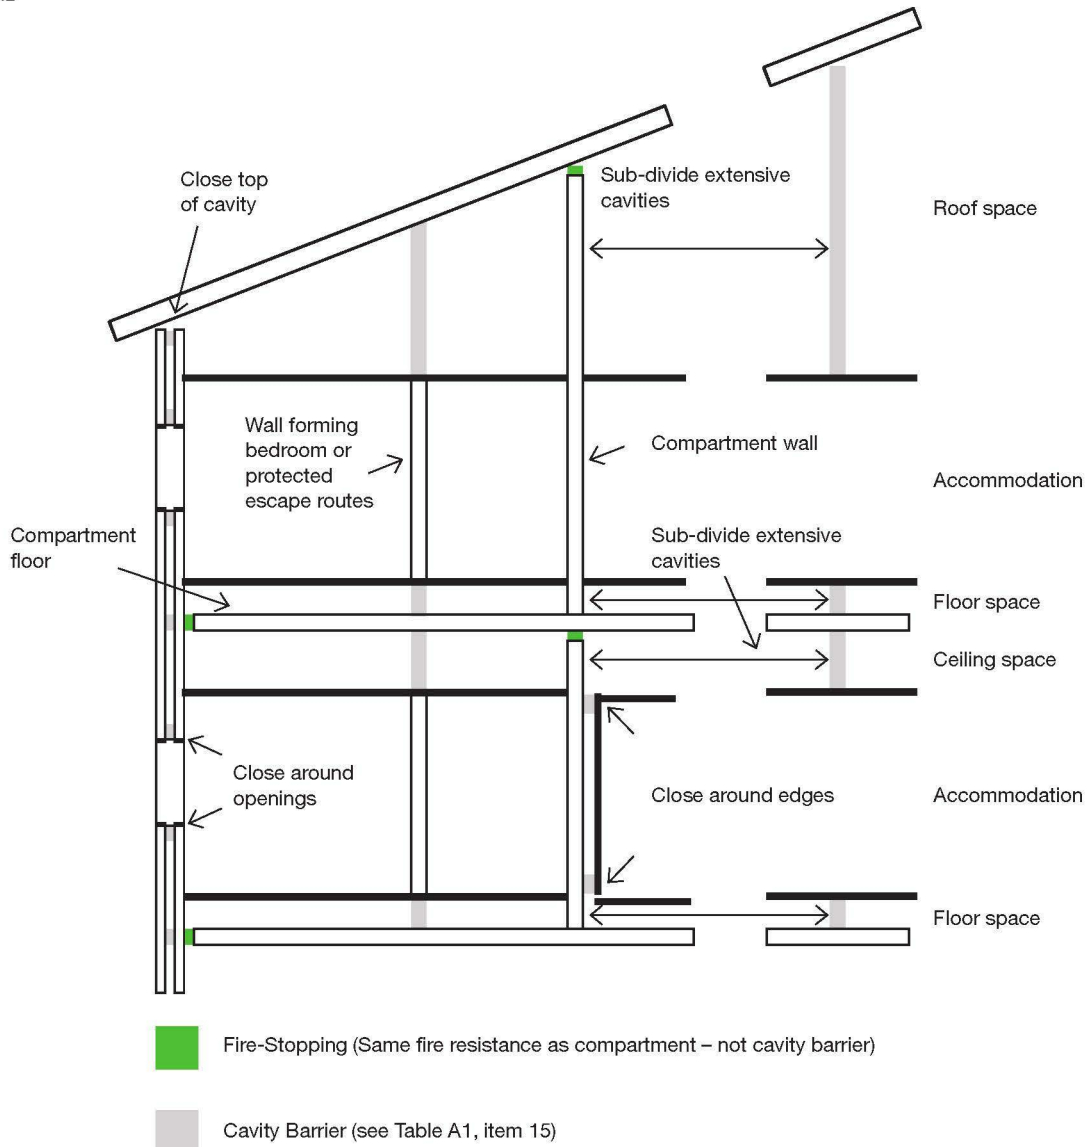 Close top
of cavity
Sub-divide extensive
cavities
Roof space
Wall forming
bedroom or
protected
escape routes
Compartment wall
Accommodation
Compartment
floor
Sub-divide extensive
cavities
Floor space
Ceiling space
Close around
openings
Close around edges
Accommodation
Floor space
Fire-Stopping (Same fire resistance as compartment – not cavity barrier)
Cavity Barrier (see Table A1, item 15)